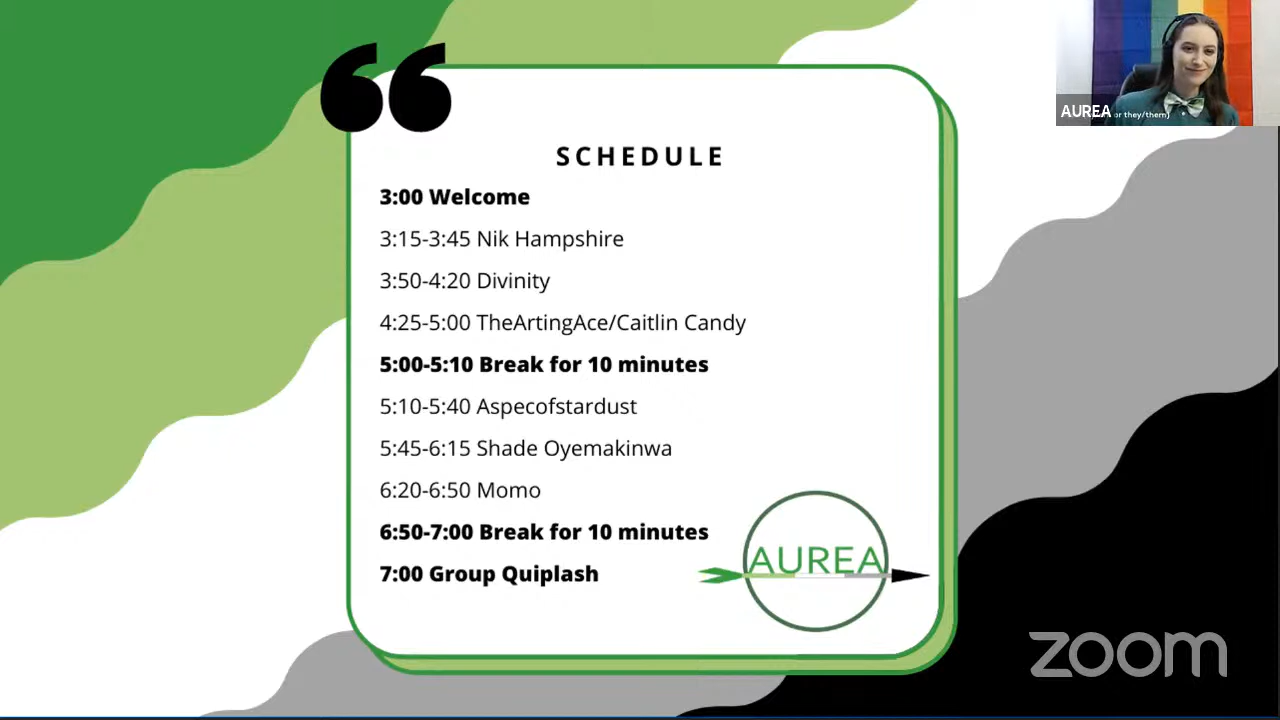 SCHEDULE
3:00 Welcome
3:15-3:45 Nik Hampshire
3:50-4:20 Divinity
4:25-5:00 TheArtingAce/Caitlin Candy
5:00-5:10 Break for 10 minutes
5:10-5:40 Aspecofstardust
5:45-6:15 Shade Oyemakinwa
6:20-6:50 Momo
6:50-7:00 Break for 10 minutes
7:00 Group Quiplash
AUREA
AUREA
or they/them)
zoom